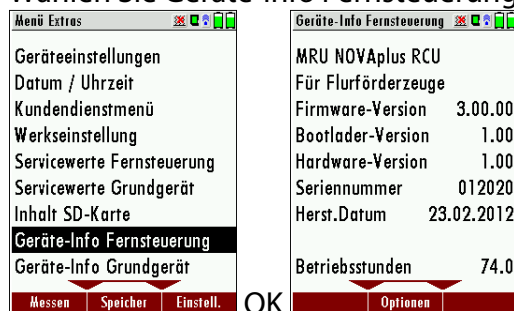 Wählen Sie Geräte-Info Fernsteuerung
Menü Extras
Geräteeinstellungen
Datum / Uhrzeit
Kundendienstmenü
Werkseinstellung
Servicewerte Fernsteuerung
Servicewerte Grundgerät
Inhalt SD-Karte
Geräte-Info Fernsteuerung
Geräte-Info Grundgerät
Messen Speicher Einstell.
OK
Geräte-Info Fernsteuerung
MRU NOVAplus RCU
Für Flurförderzeuge
Firmware-Version 3.00.00
Bootlader-Version 1.00
Hardware-Version 1.00
Seriennummer 012020
Herst.Datum 23.02.2012
Betriebsstunden 74.0
Optionen